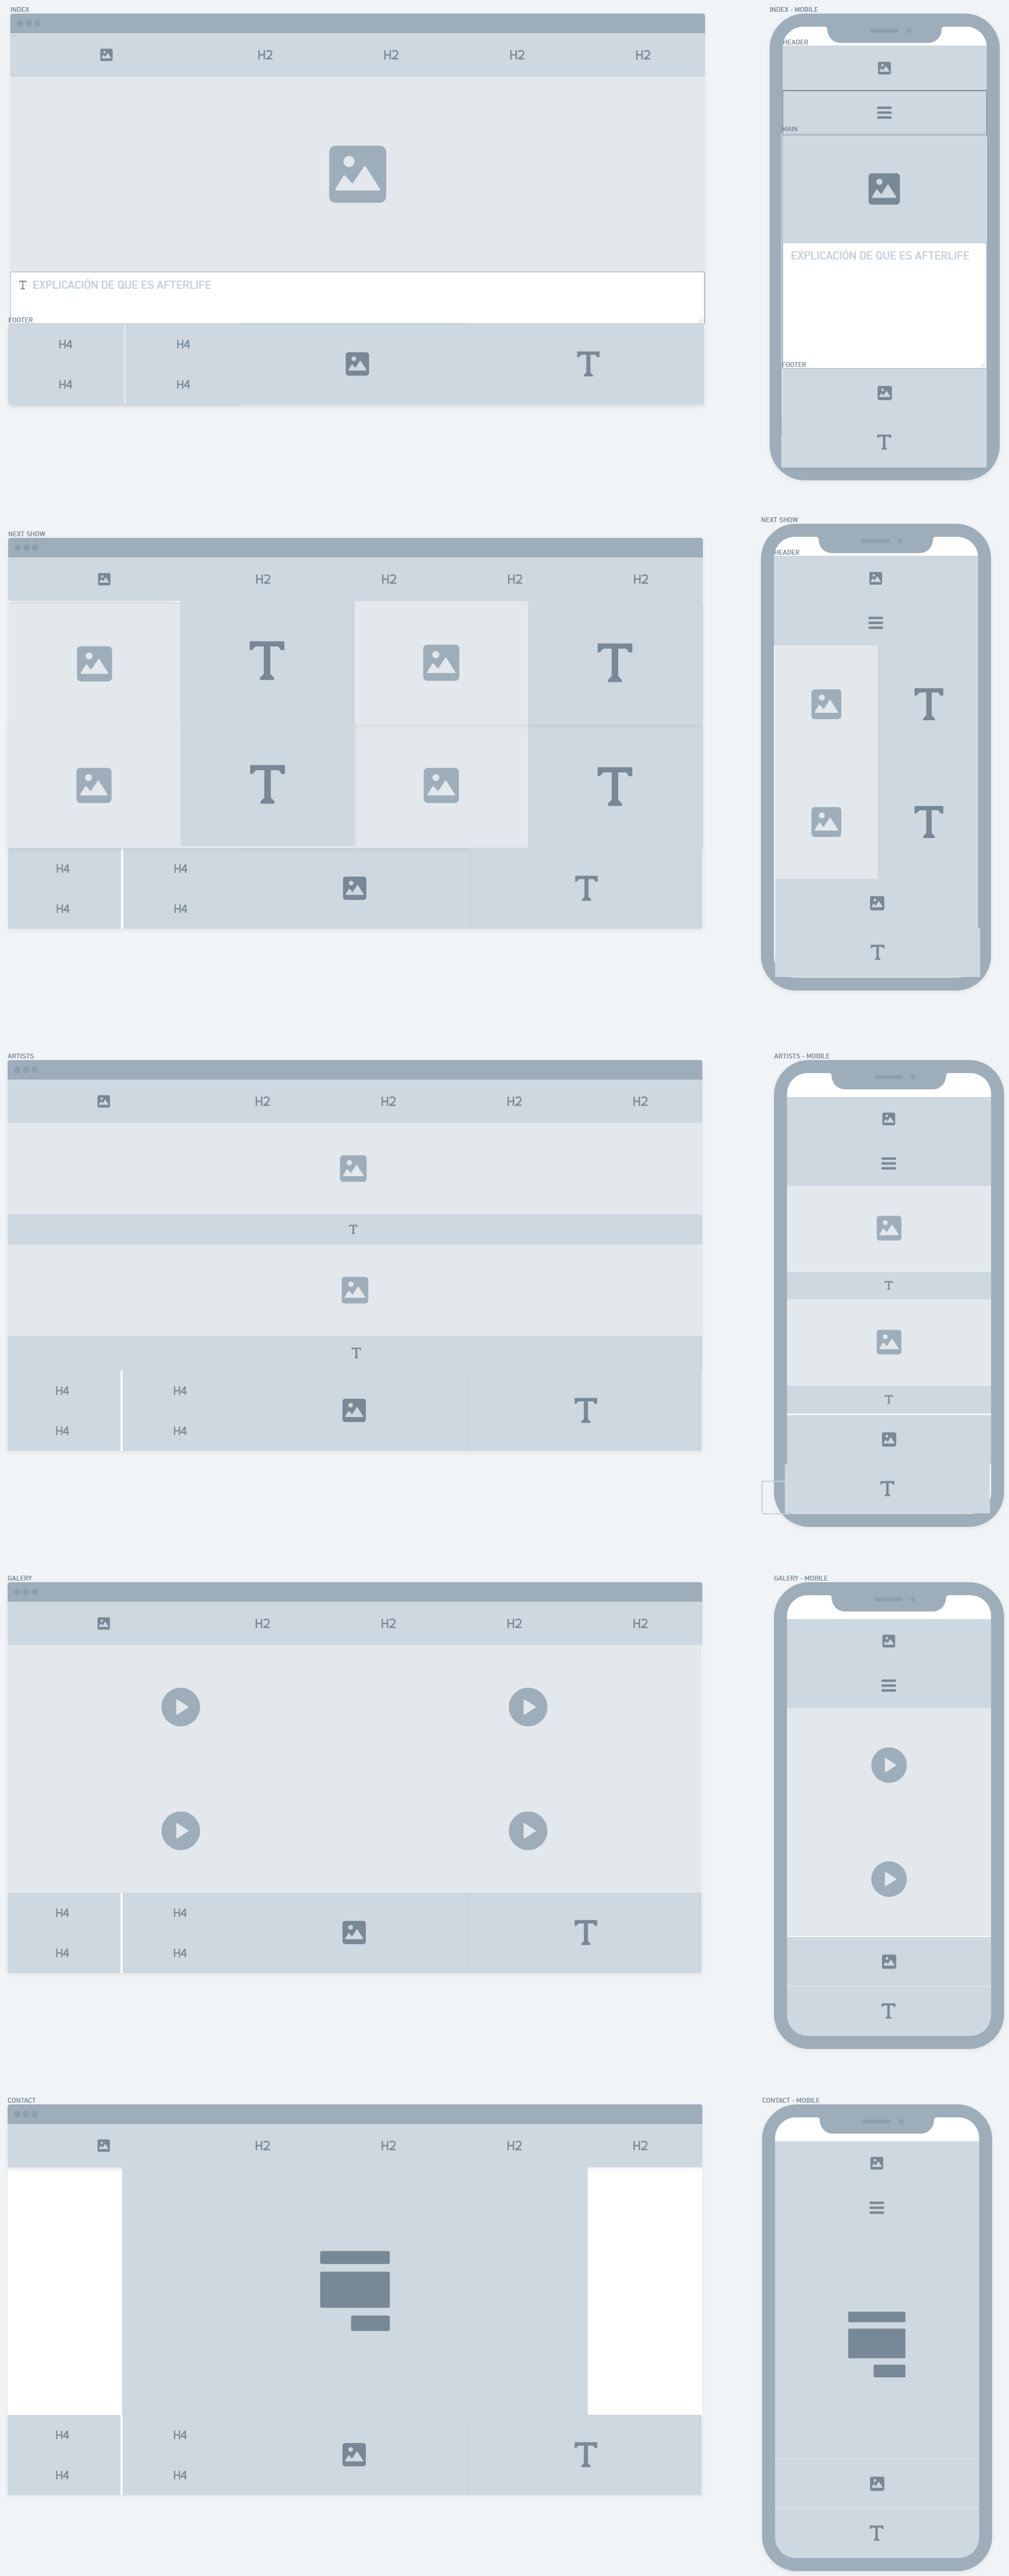 INDEX
INDEX - MOBILE
HEADER
H2 H2 H2 H2
MAIN
T EXPLICACIÓN DE QUE ES AFTERLIFE
EXPLICACIÓN DE QUE ES AFTERLIFE
FOOTER
H4 H4
T
H4 H4
FOOTER
T
NEXT SHOW
NEXT SHOW
HEADER
H2 H2 H2 H2
T T
T
T T
T
H4 H4
T
H4 H4
T
ARTISTS
ARTISTS - MOBILE
H2 H2 H2 H2
T
T
T
T
H4 H4
T
H4 H4
T
GALERY
GALERY - MOBILE
H2 H2 H2 H2
H4 H4
T
H4 H4
T
CONTACT
CONTACT - MOBILE
H2 H2 H2 H2
H4 H4
T
H4 H4
T